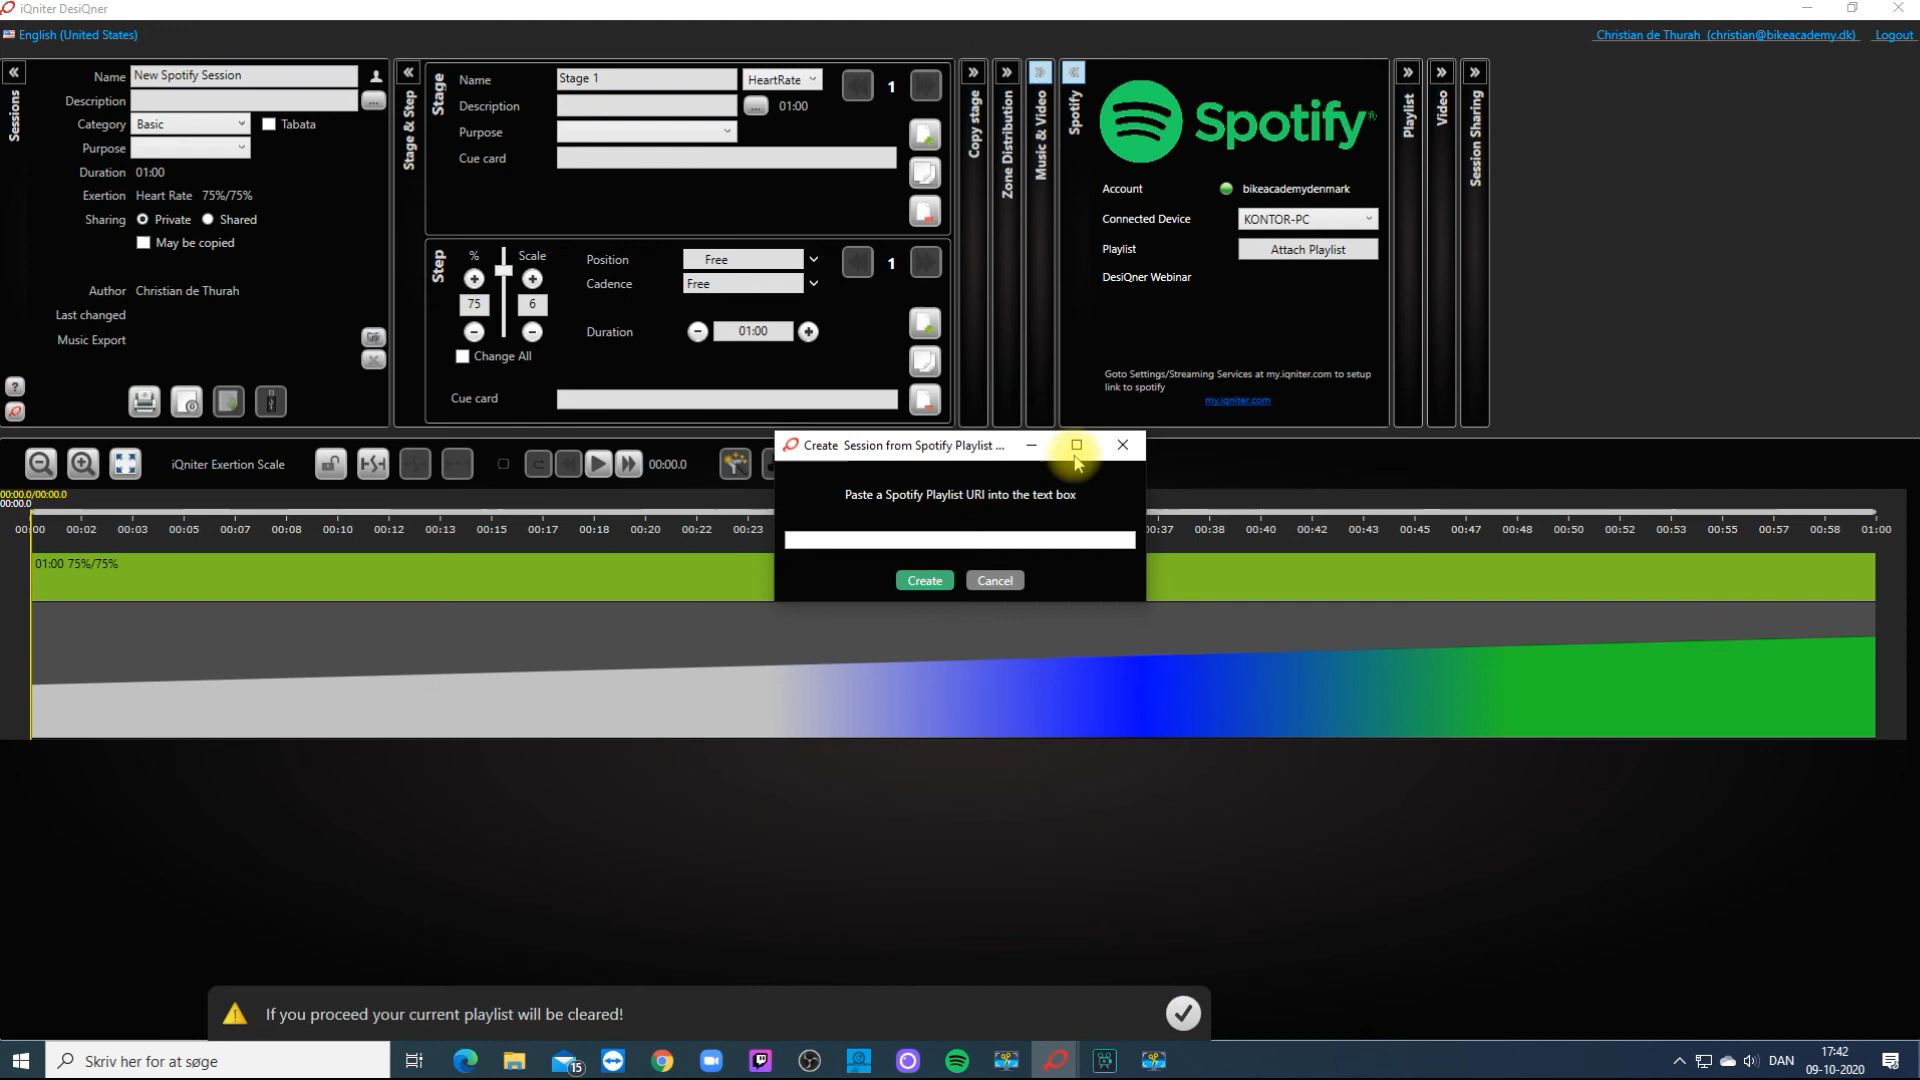 iQniter DesiQner
English (United States)
Christian de Thurah (christian@bikeacademy.dk)
Logout
Sessions
Name New Spotify Session
Description
...
Category Basic
Tabata
Purpose
Duration 01:00
Exertion Heart Rate 75%/75%
Sharing Private Shared
May be copied
Author Christian de Thurah
Last changed
Music Export
?
Stage & Step
Stage
Name Stage 1 HeartRate
1
Description ... 01:00
Purpose
Cue card
Step
% Scale
Position Free
1
Cadence Free
75 6
Duration 01:00
Change All
Cue card
Copy stage
Zone Distribution
Music & Video
Spotify
Spotify®
Account bikeacademydenmark
Connected Device KONTOR-PC
Playlist Attach Playlist
DesiQner Webinar
Goto Settings/Streaming Services at my.iqniter.com to setup
link to spotify
my.iqniter.com
Playlist
Video
Session Sharing
iQniter Exertion Scale
00:00.0
Create Session from Spotify Playlist ...
Paste a Spotify Playlist URI into the text box
Create Cancel
00:00.0/00:00.0
00:00.0
00:00 00:02 00:03 00:05 00:07 00:08 00:10 00:12 00:13 00:15 00:17 00:18 00:20 00:22 00:23 00:37 00:38 00:40 00:42 00:43 00:45 00:47 00:48 00:50 00:52 00:53 00:55 00:57 00:58 01:00
01:00 75%/75%
If you proceed your current playlist will be cleared!
Skriv her for at søge
15
DAN
17:42
09-10-2020